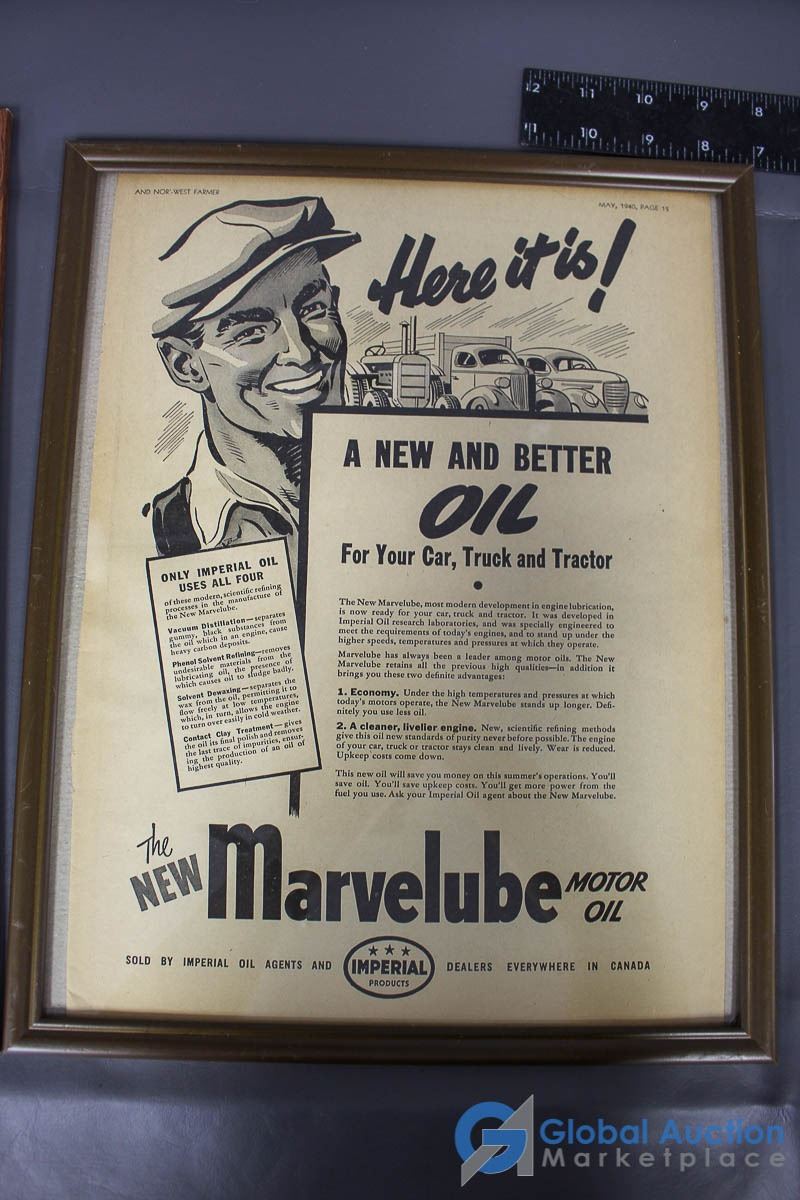 12 11 10 9 8
11 10 9 8 7
AND NOR'-WEST FARMER
MAY, 1940, PAGE 15
Here it is!
A NEW AND BETTER
OIL
For Your Car, Truck and Tractor
The New Marvelube, most modern development in engine lubrication,
is now ready for your car, truck and tractor. It was developed in
Imperial Oil research laboratories, and was specially engineered to
meet the requirements of today's engines, and to stand up under the
higher speeds, temperatures and pressures at which they operate.
Marvelube has always been a leader among motor oils. The New
Marvelube retains all the previous high qualities—in addition it
brings you these two definite advantages:
1. Economy. Under the high temperatures and pressures at which
today's motors operate, the New Marvelube stands up longer. Defi-
nitely you use less oil.
2. A cleaner, livelier engine. New, scientific refining methods
give this oil new standards of purity never before possible. The engine
of your car, truck or tractor stays clean and lively. Wear is reduced.
Upkeep costs come down.
This new oil will save you money on this summer's operations. You'll
save oil. You'll save upkeep costs. You'll get more power from the
fuel you use. Ask your Imperial Oil agent about the New Marvelube.
ONLY IMPERIAL OIL
USES ALL FOUR
of these modern, scientific refining
processes in the manufacture of
the New Marvelube.
Vacuum Distillation—separates
gummy, black substances from
the oil which in an engine, cause
heavy carbon deposits.
Phenol Solvent Refining—removes
undesirable materials from the
lubricating oil, the presence of
which causes oil to sludge badly.
Solvent Dewaxing—separates the
wax from the oil, permitting it to
flow freely at low temperatures,
which, in turn, allows the engine
to turn over easily in cold weather.
Contact Clay Treatment—gives
the oil its final polish and removes
the last trace of impurities, ensur-
ing the production of an oil of
highest quality.
The
NEW Marvelube MOTOR
OIL
SOLD BY IMPERIAL OIL AGENTS AND IMPERIAL PRODUCTS DEALERS EVERYWHERE IN CANADA
Global Auction
Marketplace